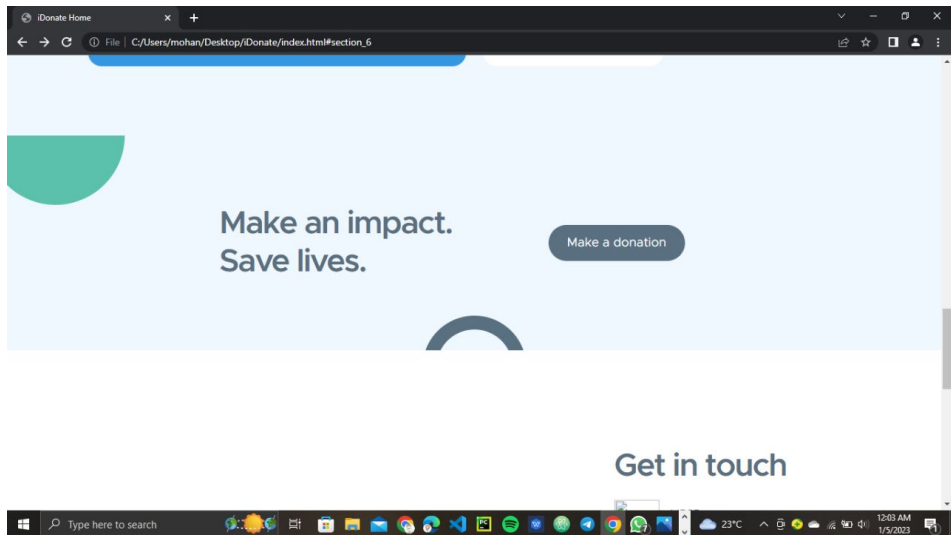 iDonate Home
File | C:/Users/mohan/Desktop/iDonate/index.html#section_6
Make an impact.
Save lives.
Make a donation
Get in touch
Type here to search
23°C
12:03 AM
1/5/2023